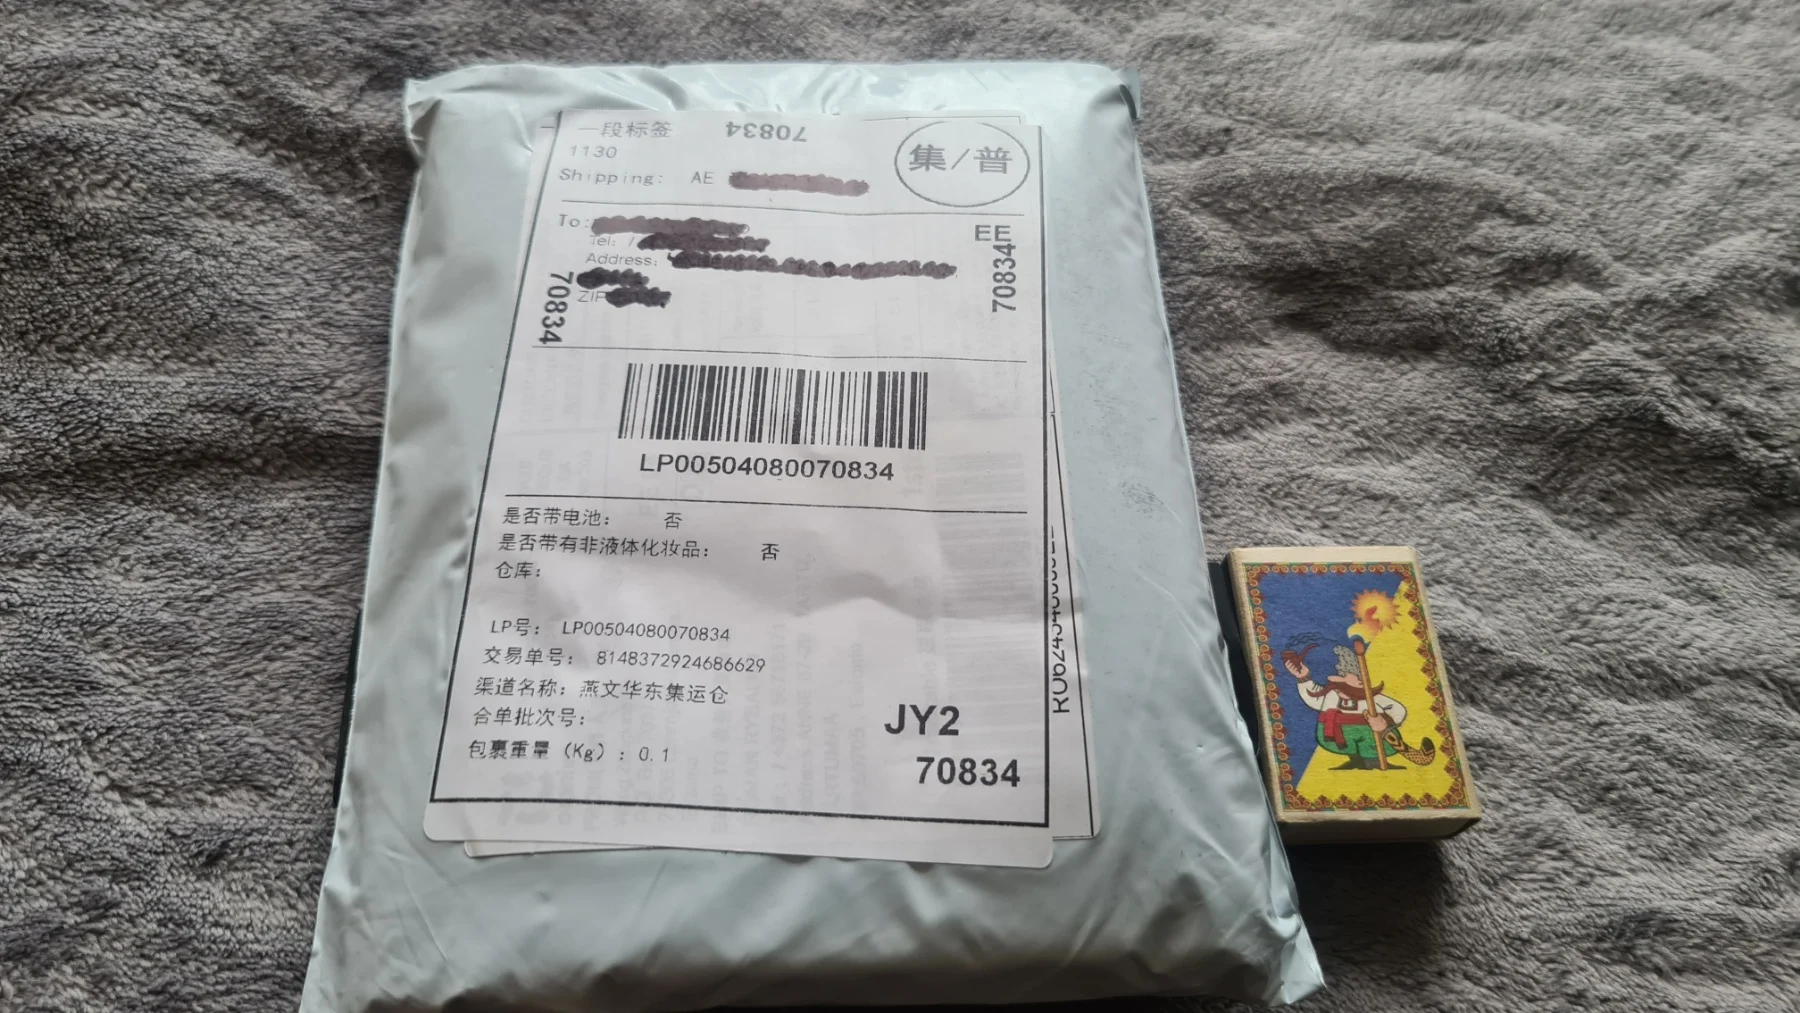 一段标签
70834
1130
集/普
Shipping: AE
To:
Tel:
EE
Address:
70834
70834
ZIP
LP00504080070834
是否带电池： 否
是否带有非液体化妆品： 否
仓库：
LP号： LP00504080070834
交易单号： 8148372924686629
渠道名称：燕文华东集运仓
合单批次号：
JY2
包裹重量（Kg）：0.1
70834